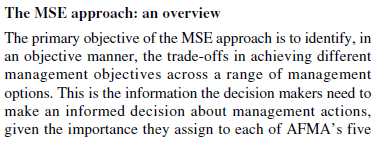 The MSE approach: an overview
The primary objective of the MSE approach is to identify, in
an objective manner, the trade-offs in achieving different
management objectives across a range of management
options. This is the information the decision makers need to
make an informed decision about management actions,
given the importance they assign to each of AFMA's five